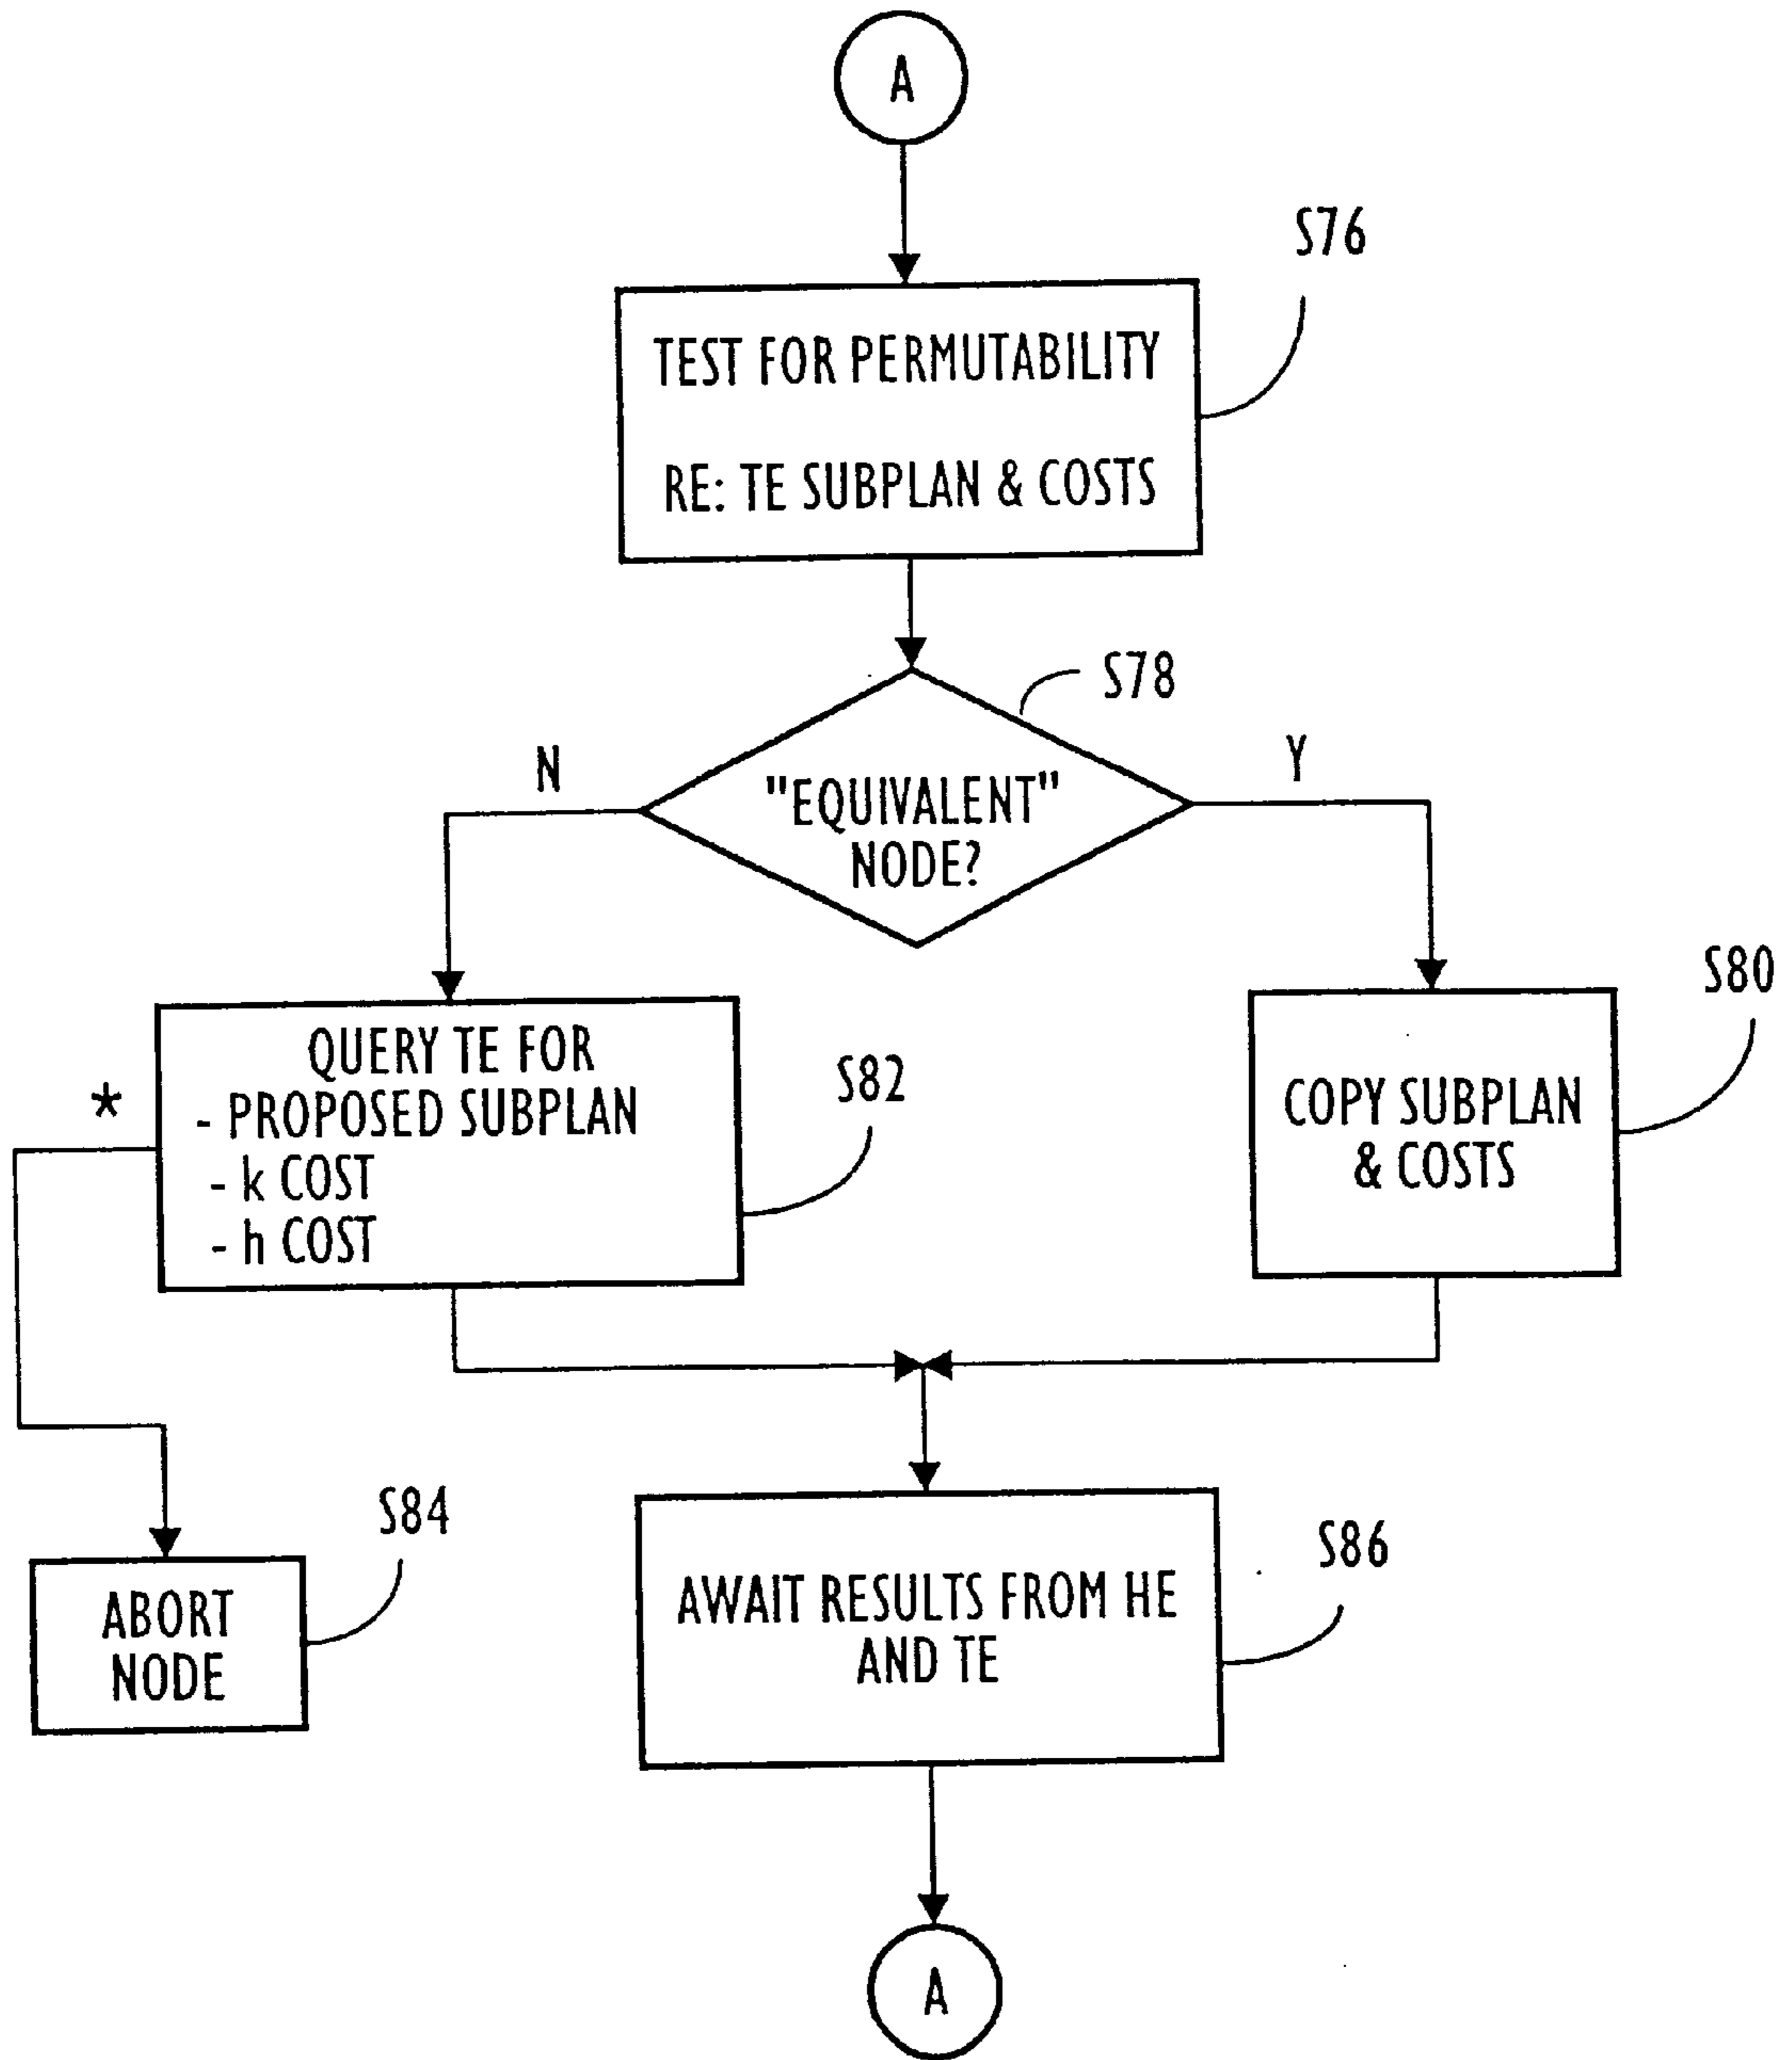 A
S76
TEST FOR PERMUTABILITY
RE: TE SUBPLAN & COSTS
S78
N
Y
"EQUIVALENT"
NODE?
S80
QUERY TE FOR
- PROPOSED SUBPLAN
- k COST
- h COST
*
S82
COPY SUBPLAN
& COSTS
S84
ABORT
NODE
S86
AWAIT RESULTS FROM HE
AND TE
A